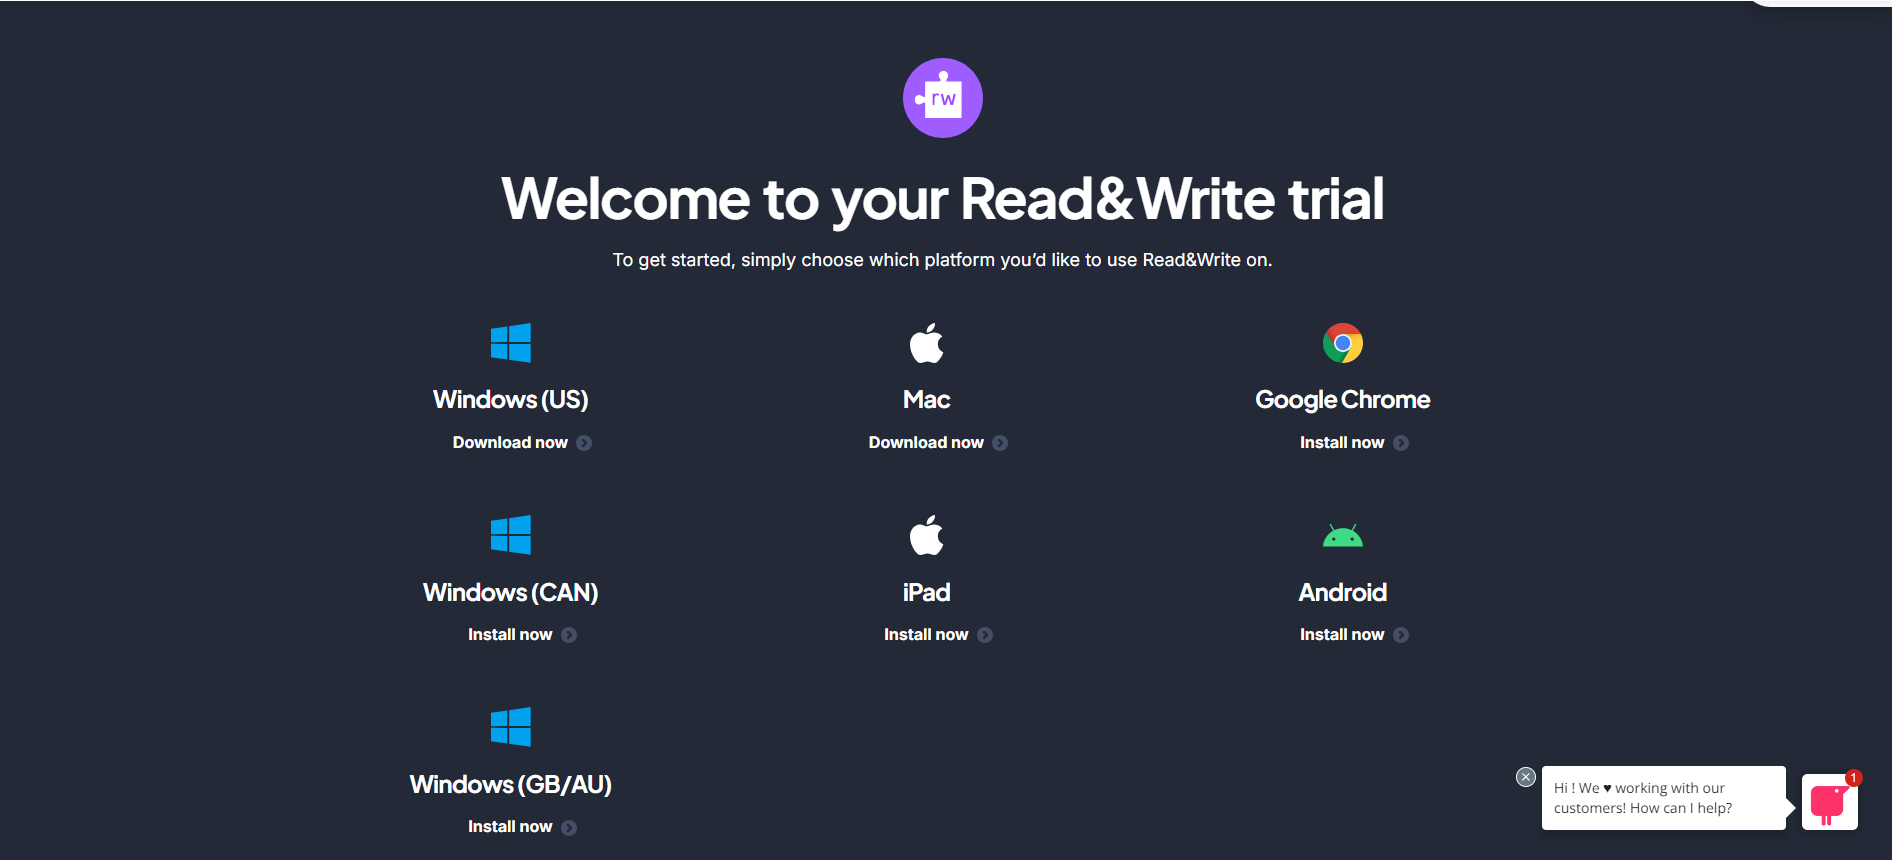 rw
Welcome to your Read&Write trial
To get started, simply choose which platform you’d like to use Read&Write on.
Windows (US)
Download now
Mac
Download now
Google Chrome
Install now
Windows (CAN)
Install now
iPad
Install now
Android
Install now
Windows (GB/AU)
Install now
Hi ! We ♥ working with our
customers! How can I help?
1